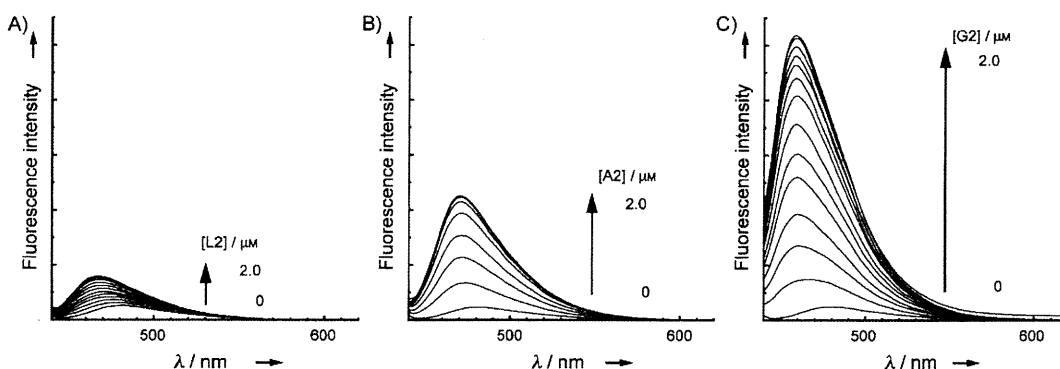 A)
Fluorescence intensity
[L2] / μM
2.0
0
500
600
λ / nm
B)
Fluorescence intensity
[A2] / μM
2.0
0
500
600
λ / nm
C)
Fluorescence intensity
[G2] / μM
2.0
0
500
600
λ / nm